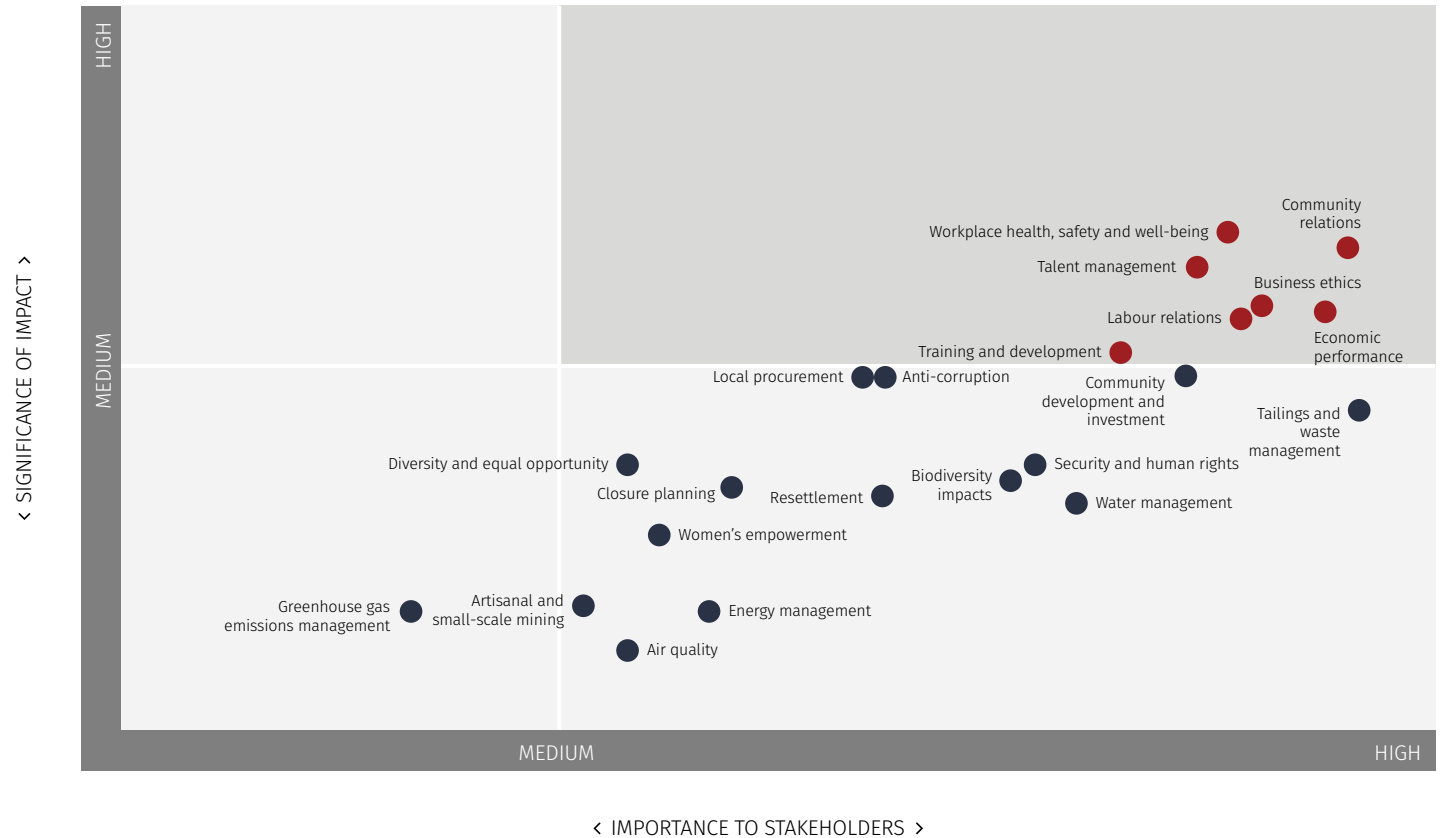 HIGH
MEDIUM
< SIGNIFICANCE OF IMPACT >
Community
relations
Workplace health, safety and well-being
Talent management
Business ethics
Labour relations
Economic
performance
Training and development
Local procurement
Anti-corruption
Community
development and
investment
Tailings and
waste
management
Diversity and equal opportunity
Closure planning
Resettlement
Biodiversity
impacts
Security and human rights
Water management
Women’s empowerment
Greenhouse gas
emissions management
Artisanal and
small-scale mining
Energy management
Air quality
MEDIUM
HIGH
< IMPORTANCE TO STAKEHOLDERS >